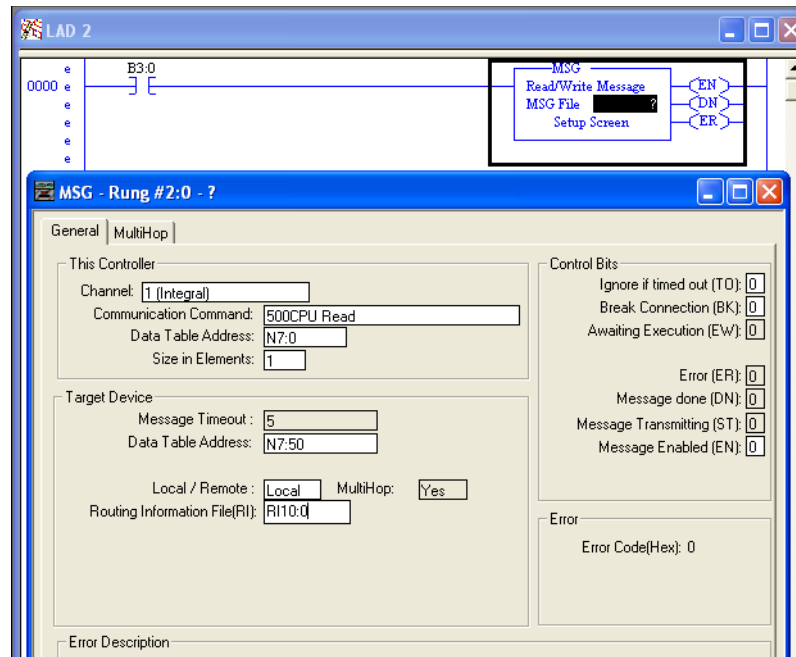 LAD 2
e B3:0 MSG
0000 e Read/Write Message EN
e MSG File ? DN
e Setup Screen ER
e
e
MSG - Rung #2:0 - ?
General MultiHop
This Controller
Channel: 1 (Integral)
Communication Command: 500CPU Read
Data Table Address: N7:0
Size in Elements: 1
Target Device
Message Timeout : 5
Data Table Address: N7:50
Local / Remote : Local MultiHop: Yes
Routing Information File(RI): RI10:0
Control Bits
Ignore if timed out (TO): 0
Break Connection (BK): 0
Awaiting Execution (EW): 0
Error (ER): 0
Message done (DN): 0
Message Transmitting (ST): 0
Message Enabled (EN): 0
Error
Error Code(Hex): 0
Error Description